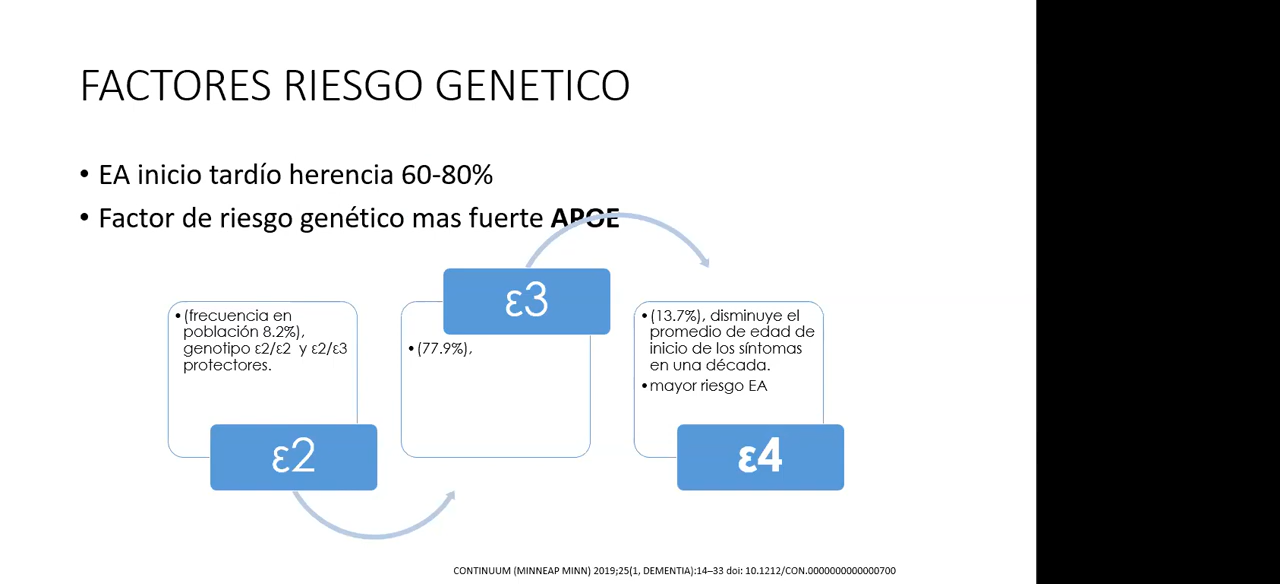 FACTORES RIESGO GENETICO
• EA inicio tardío herencia 60-80%
• Factor de riesgo genético mas fuerte APOE
• (frecuencia en
población 8.2%),
genotipo ε2/ε2 y ε2/ε3
protectores.
ε2
ε3
• (77.9%),
• (13.7%), disminuye el
promedio de edad de
inicio de los síntomas
en una década.
• mayor riesgo EA
ε4
CONTINUUM (MINNEAP MINN) 2019;25(1, DEMENTIA):14–33 doi: 10.1212/CON.0000000000000700